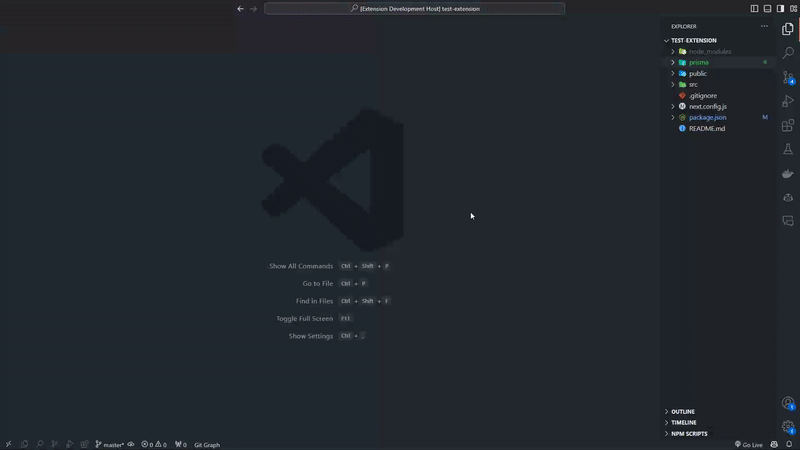 [Extension Development Host] test-extension
EXPLORER
TEST-EXTENSION
node_modules
prisma
public
src
.gitignore
next.config.js
package.json M
README.md
Show All Commands Ctrl + Shift + P
Go to File Ctrl + P
Find in Files Ctrl + Shift + F
Toggle Full Screen F11
Show Settings Ctrl + ,
OUTLINE
TIMELINE
NPM SCRIPTS
master* 0 0 0 Git Graph Go Live